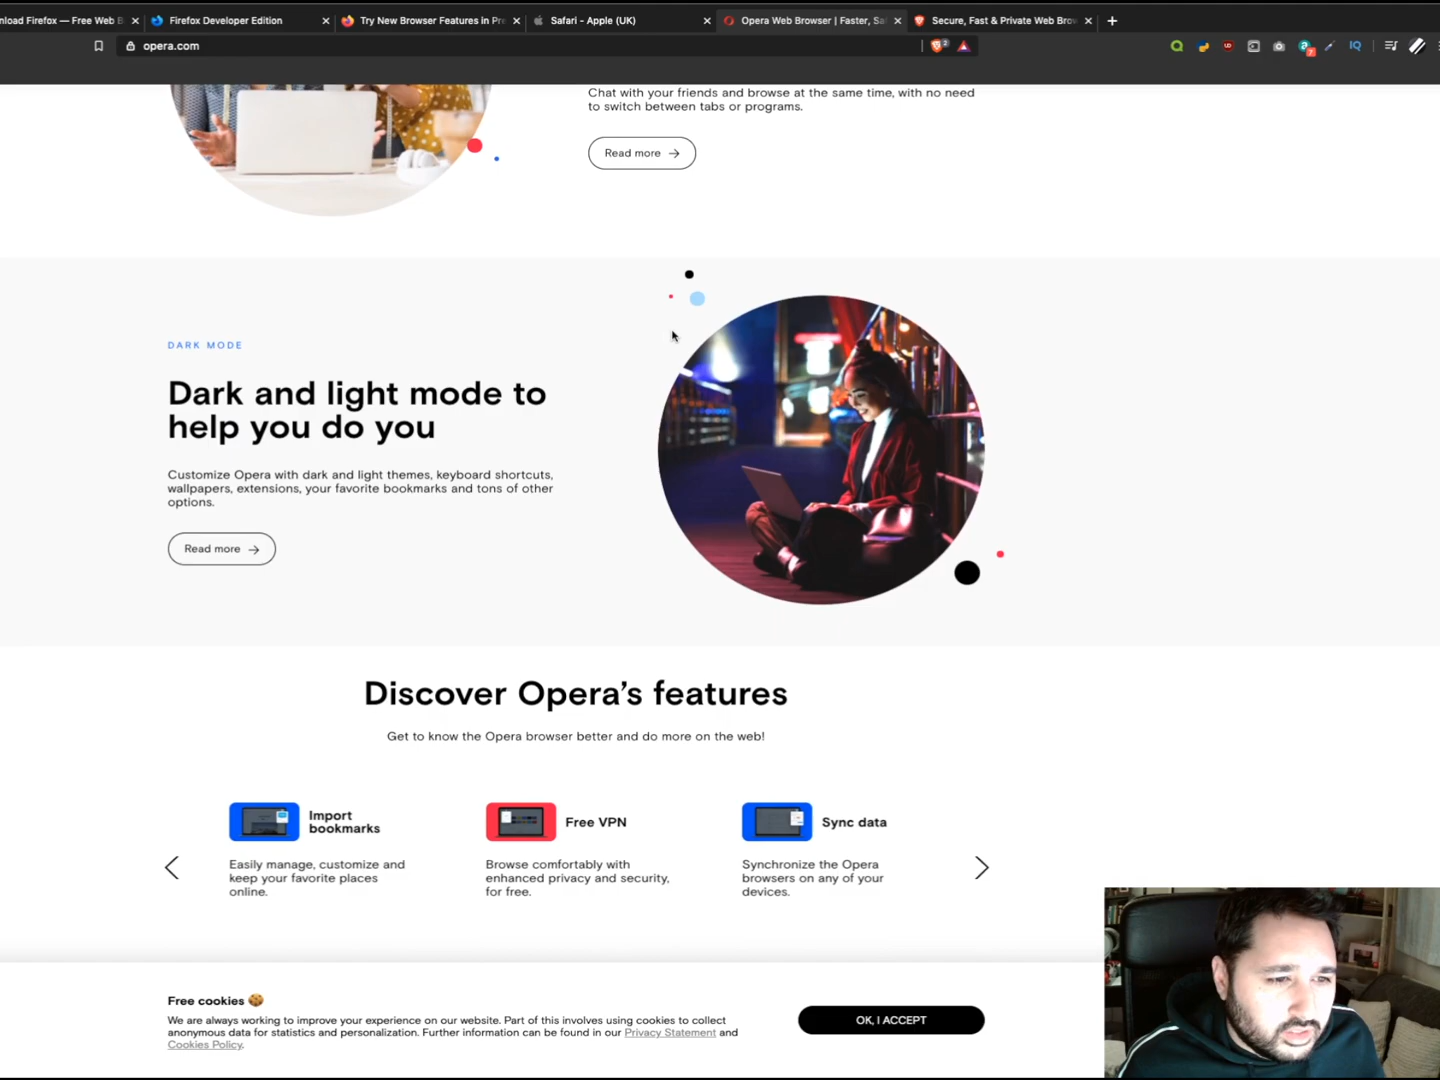 nload Firefox — Free Web B
Firefox Developer Edition
Try New Browser Features in Pre
Safari - Apple (UK)
Opera Web Browser | Faster, Sa
Secure, Fast & Private Web Brow
opera.com
2
IQ
Chat with your friends and browse at the same time, with no need
to switch between tabs or programs.
Read more
DARK MODE
Dark and light mode to
help you do you
Customize Opera with dark and light themes, keyboard shortcuts,
wallpapers, extensions, your favorite bookmarks and tons of other
options.
Read more
Discover Opera’s features
Get to know the Opera browser better and do more on the web!
Import
bookmarks
Easily manage, customize and
keep your favorite places
online.
Free VPN
Browse comfortably with
enhanced privacy and security,
for free.
Sync data
Synchronize the Opera
browsers on any of your
devices.
Free cookies 🍪
We are always working to improve your experience on our website. Part of this involves using cookies to collect
anonymous data for statistics and personalization. Further information can be found in our Privacy Statement and
Cookies Policy.
OK, I ACCEPT